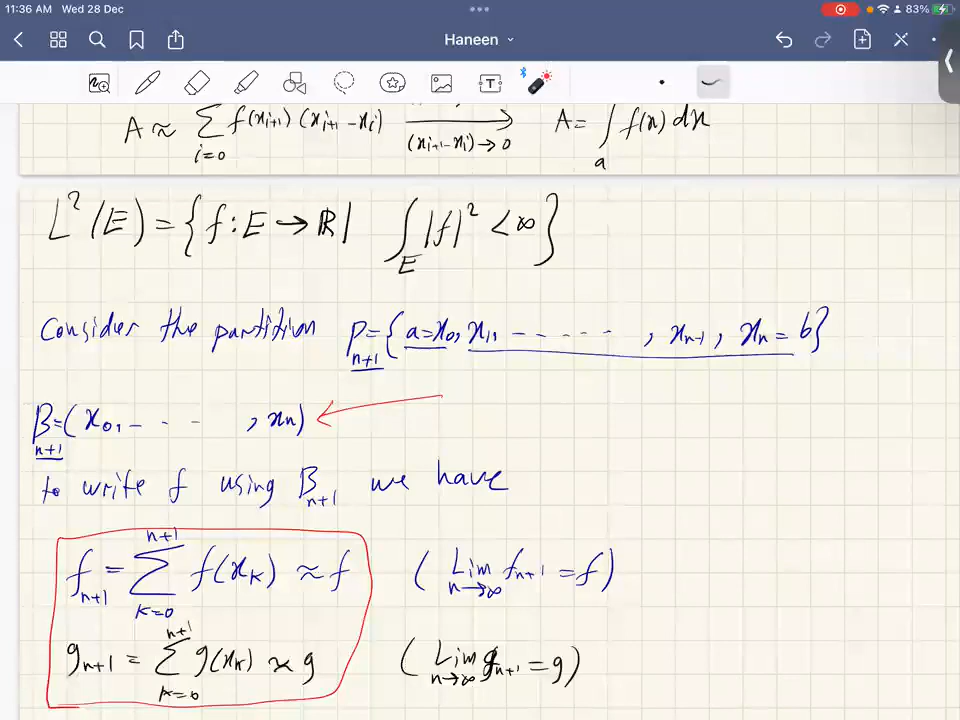 11:36 AM Wed 28 Dec
83%
Haneen
A ≈ ∑_{i=0} f(x_{i+1}) (x_{i+1} - x_i) ⟶_{(x_{i+1} - x_i) → 0} A = ∫_a f(x) dx
L²(E) = { f : E → ℝ | ∫_E |f|² < ∞ }
Consider the partition P_{n+1} = { a = x_0, x_1, ------, x_{n-1}, x_n = b }
B_{n+1} = (x_0, - - - -, x_n)
to write f using B_{n+1} we have
f_{n+1} = ∑_{k=0}^{n+1} f(x_k) ≈ f ( Lim_{n→∞} f_{n+1} = f )
g_{n+1} = ∑_{k=0}^{n+1} g(x_k) ≈ g ( Lim_{n→∞} g_{n+1} = g )